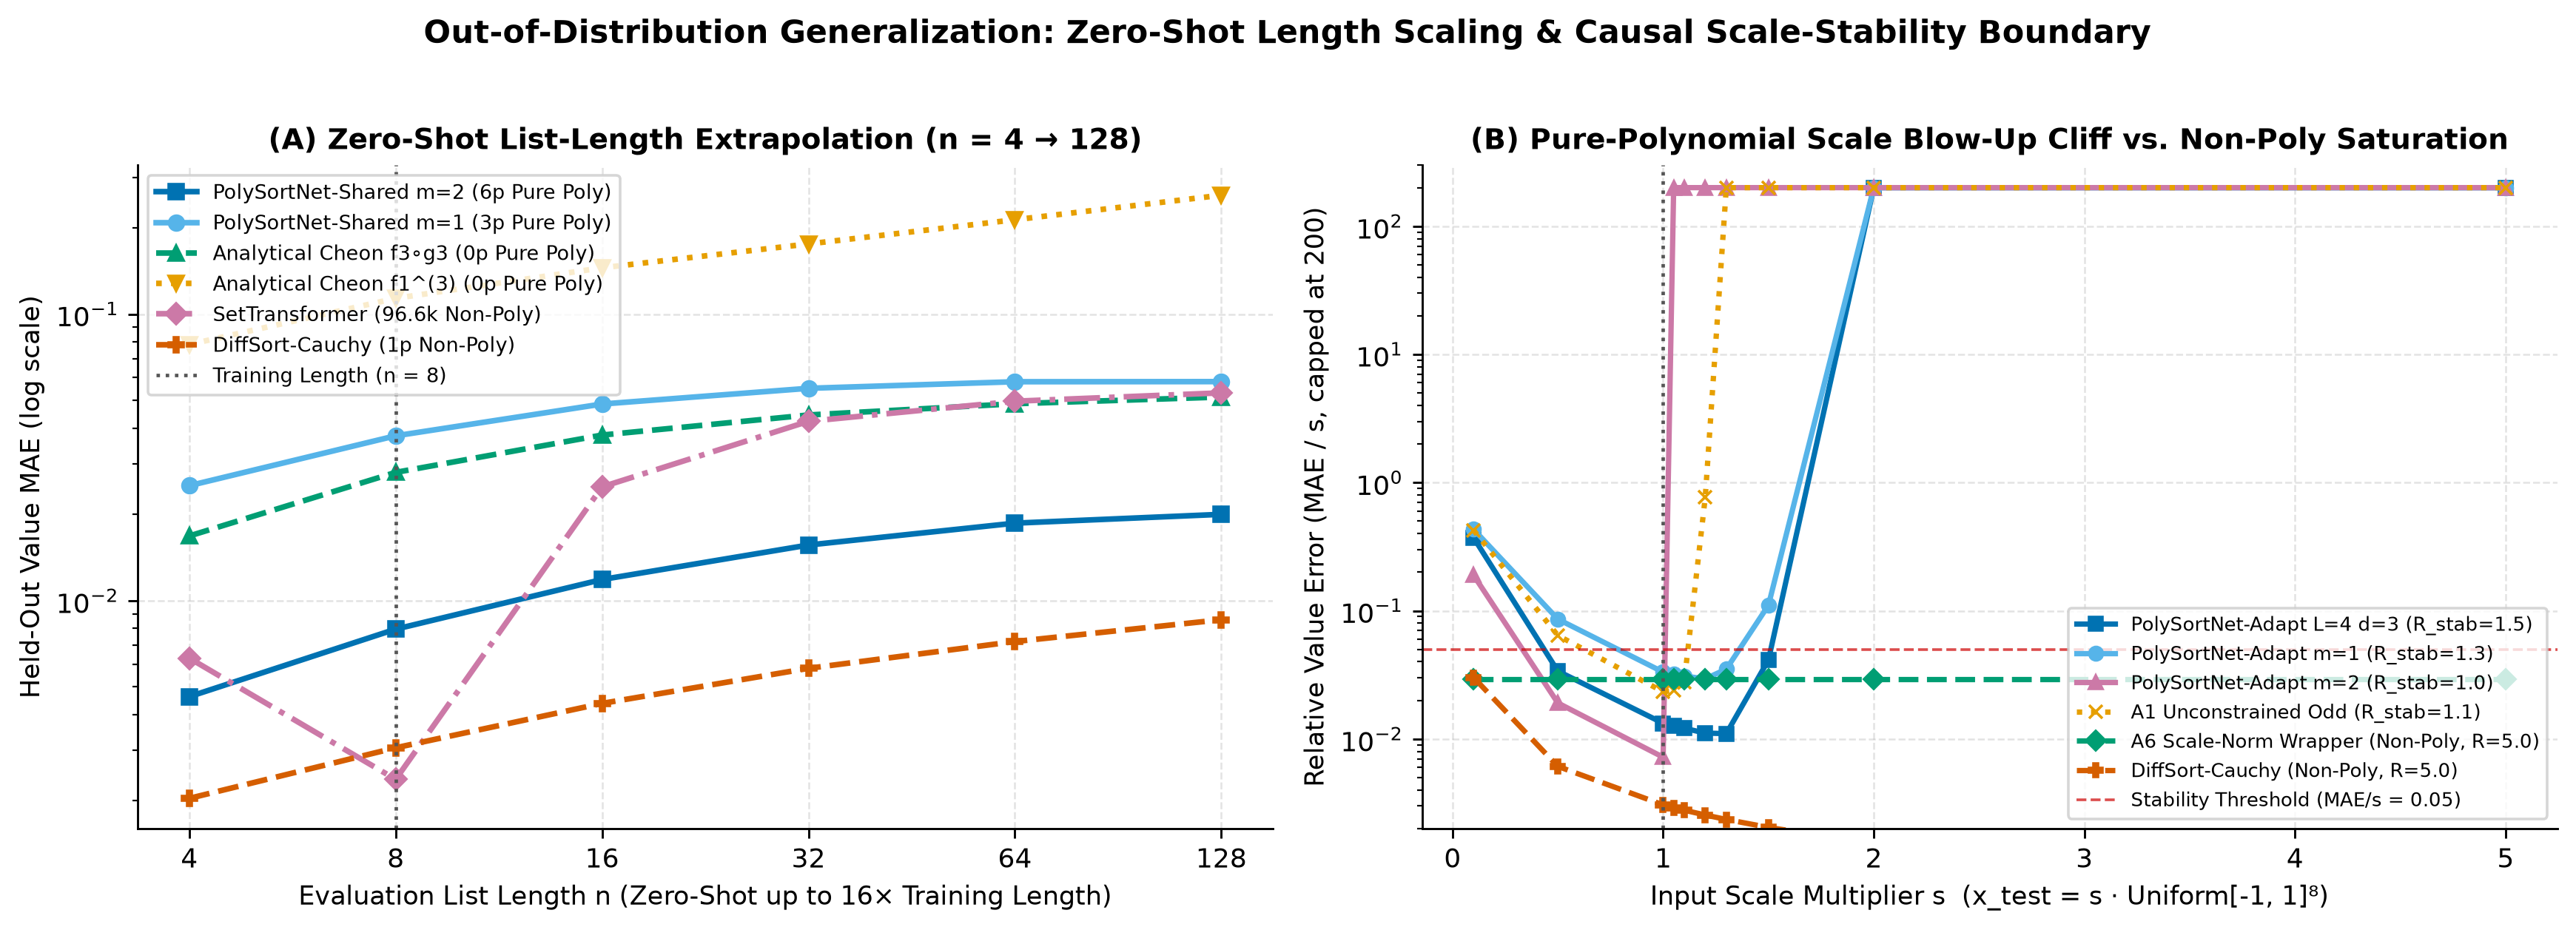 Out-of-Distribution Generalization: Zero-Shot Length Scaling & Causal Scale-Stability Boundary
(A) Zero-Shot List-Length Extrapolation (n = 4 → 128)
Held-Out Value MAE (log scale)
10⁻¹
10⁻²
PolySortNet-Shared m=2 (6p Pure Poly)
PolySortNet-Shared m=1 (3p Pure Poly)
Analytical Cheon f3∘g3 (0p Pure Poly)
Analytical Cheon f1^(3) (0p Pure Poly)
SetTransformer (96.6k Non-Poly)
DiffSort-Cauchy (1p Non-Poly)
Training Length (n = 8)
4 8 16 32 64 128
Evaluation List Length n (Zero-Shot up to 16× Training Length)
(B) Pure-Polynomial Scale Blow-Up Cliff vs. Non-Poly Saturation
Relative Value Error (MAE / s, capped at 200)
10²
10¹
10⁰
10⁻¹
10⁻²
PolySortNet-Adapt L=4 d=3 (R_stab=1.5)
PolySortNet-Adapt m=1 (R_stab=1.3)
PolySortNet-Adapt m=2 (R_stab=1.0)
A1 Unconstrained Odd (R_stab=1.1)
A6 Scale-Norm Wrapper (Non-Poly, R=5.0)
DiffSort-Cauchy (Non-Poly, R=5.0)
Stability Threshold (MAE/s = 0.05)
0 1 2 3 4 5
Input Scale Multiplier s (x_test = s · Uniform[-1, 1]⁸)